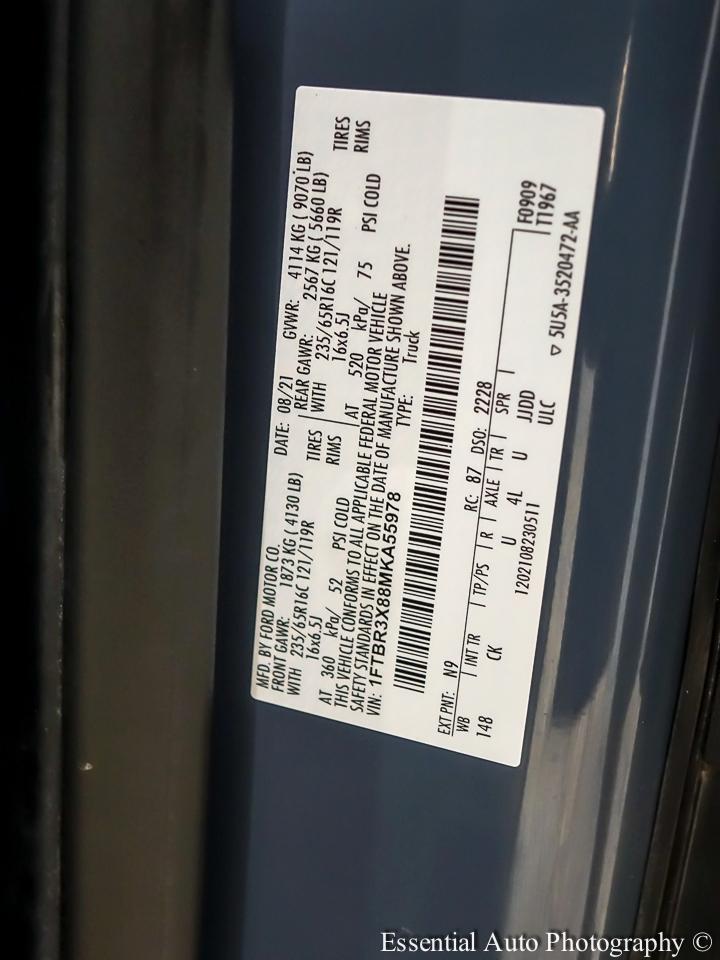 MFD. BY FORD MOTOR CO.
DATE: 08/21 GVWR: 4114 KG ( 9070 LB)
FRONT GAWR: 1873 KG ( 4130 LB) REAR GAWR: 2567 KG ( 5660 LB)
WITH 235/65R16C 121/119R TIRES WITH 235/65R16C 121/119R TIRES
16x6.5J RIMS 16x6.5J RIMS
AT 360 kPa/ 52 PSI COLD AT 520 kPa/ 75 PSI COLD
THIS VEHICLE CONFORMS TO ALL APPLICABLE FEDERAL MOTOR VEHICLE
SAFETY STANDARDS IN EFFECT ON THE DATE OF MANUFACTURE SHOWN ABOVE.
VIN: 1FTBR3X88MKA55978 TYPE: Truck
EXT PNT: N9 RC: 87 DSO: 2228
WB INT TR TP/PS R AXLE TR SPR F0909
148 CK U 4L U JJDD T1967
1202108230511 ULC
▽ 5U5A-3520472-AA
Essential Auto Photography ©